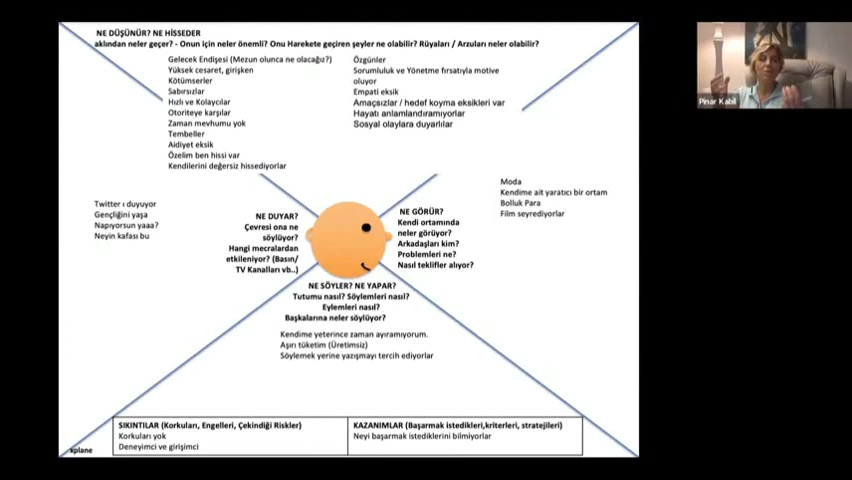 NE DÜŞÜNÜR? NE HİSSEDER
aklından neler geçer? - Onun için neler önemli? Onu Harekete geçiren şeyler ne olabilir? Rüyaları / Arzuları neler olabilir?
Gelecek Endişesi (Mezun olunca ne olacağız?)
Yüksek cesaret, girişken
Kötümserler
Sabırsızlar
Hızlı ve Kolaycılar
Otoriteye karşılar
Zaman mevhumu yok
Tembeller
Aidiyet eksik
Özelim ben hissi var
Kendilerini değersiz hissediyorlar
Özgünler
Sorumluluk ve Yönetme fırsatıyla motive
oluyor
Empati eksik
Amaçsızlar / hedef koyma eksikleri var
Hayatı anlamlandıramıyorlar
Sosyal olaylara duyarlılar
Twitter ı duyuyor
Gençliğini yaşa
Napıyorsun yaaa?
Neyin kafası bu
NE DUYAR?
Çevresi ona ne
söylüyor?
Hangi mecralardan
etkileniyor? (Basın/
TV Kanalları vb..)
NE GÖRÜR?
Kendi ortamında
neler görüyor?
Arkadaşları kim?
Problemleri ne?
Nasıl teklifler alıyor?
Moda
Kendime ait yaratıcı bir ortam
Bolluk Para
Film seyrediyorlar
NE SÖYLER? NE YAPAR?
Tutumu nasıl? Söylemleri nasıl?
Eylemleri nasıl?
Başkalarına neler söylüyor?
Kendime yeterince zaman ayıramıyorum.
Aşırı tüketim (Üretimsiz)
Söylemek yerine yazışmayı tercih ediyorlar
SIKINTILAR (Korkuları, Engelleri, Çekindiği Riskler)
Korkuları yok
Deneyimci ve girişimci
KAZANIMLAR (Başarmak istedikleri,kriterleri, stratejileri)
Neyi başarmak istediklerini bilmiyorlar
xplane
Pınar Kabil